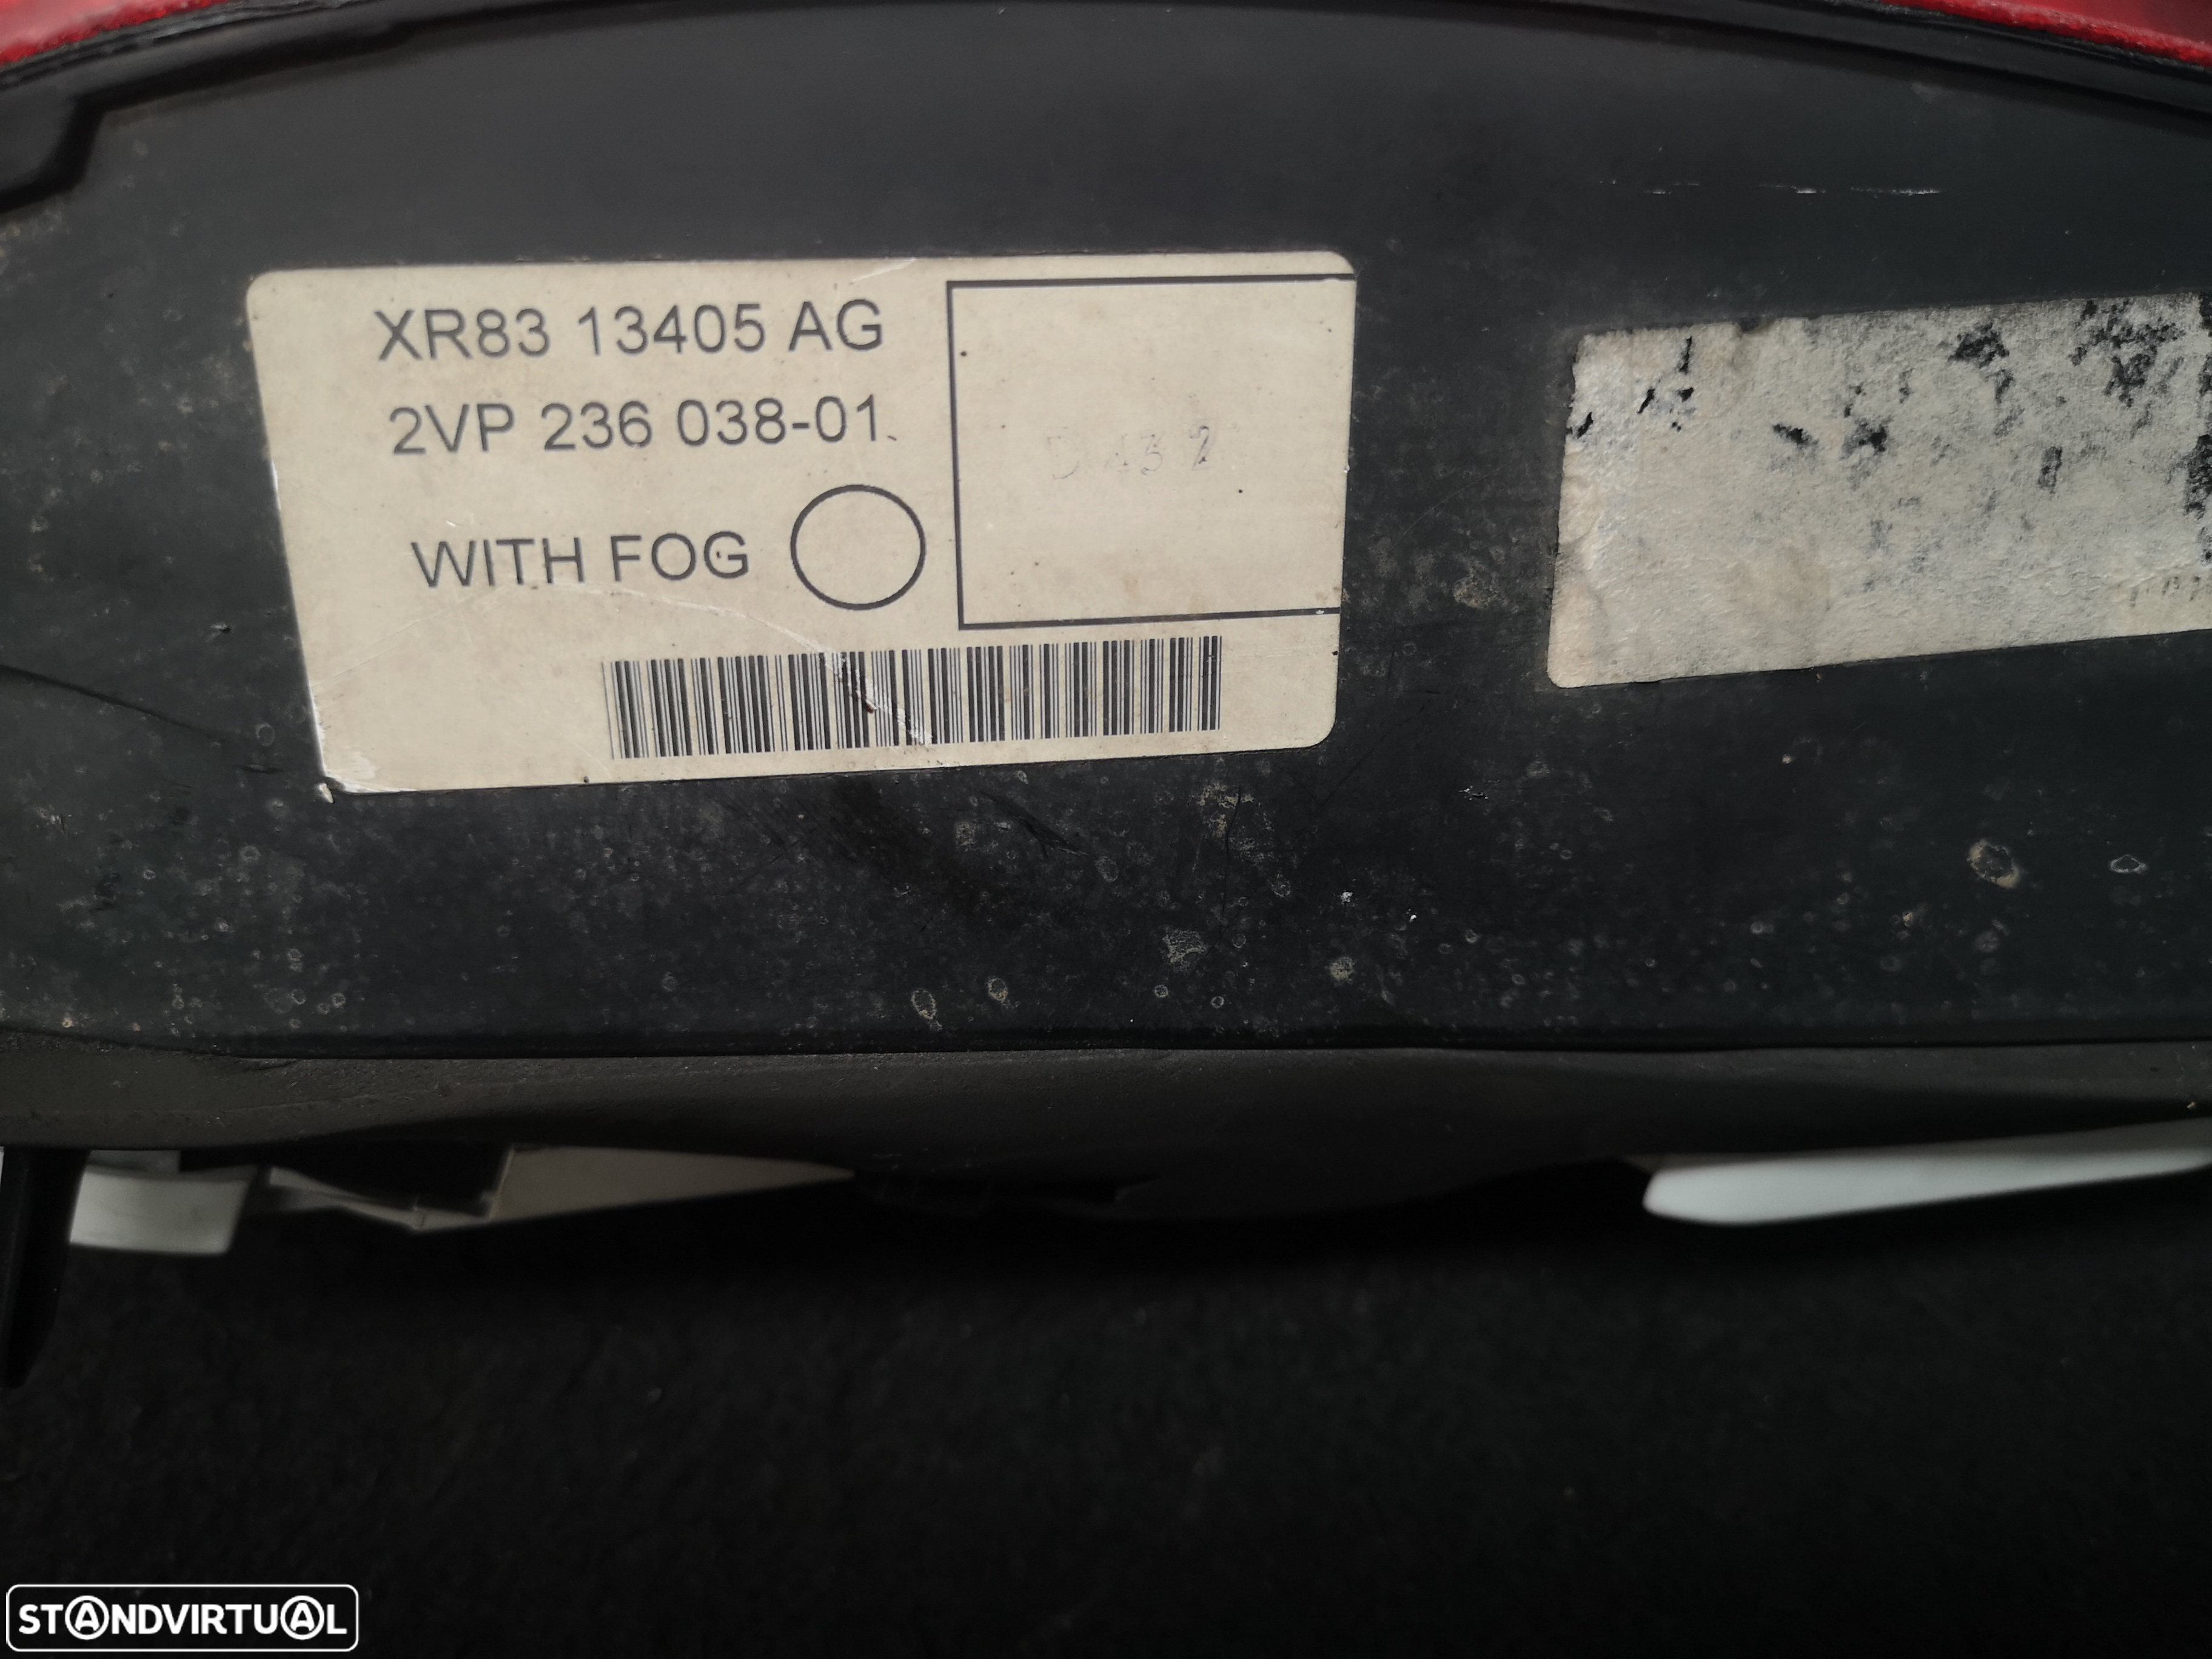 XR83 13405 AG
2VP 236 038-01
WITH FOG
STANDVIRTUAL